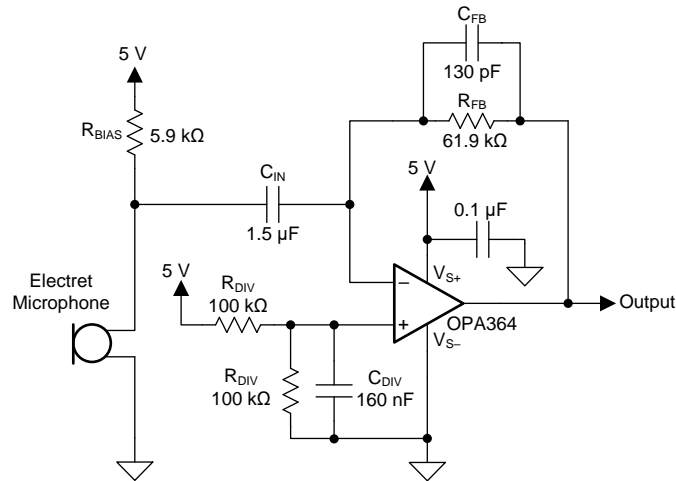 C_FB
130 pF
5 V
R_FB
61.9 kΩ
R_BIAS
5.9 kΩ
C_IN
1.5 µF
5 V
0.1 µF
V_S+
Electret
Microphone
5 V
R_DIV
100 kΩ
−
+
OPA364
Output
V_S–
R_DIV
100 kΩ
C_DIV
160 nF